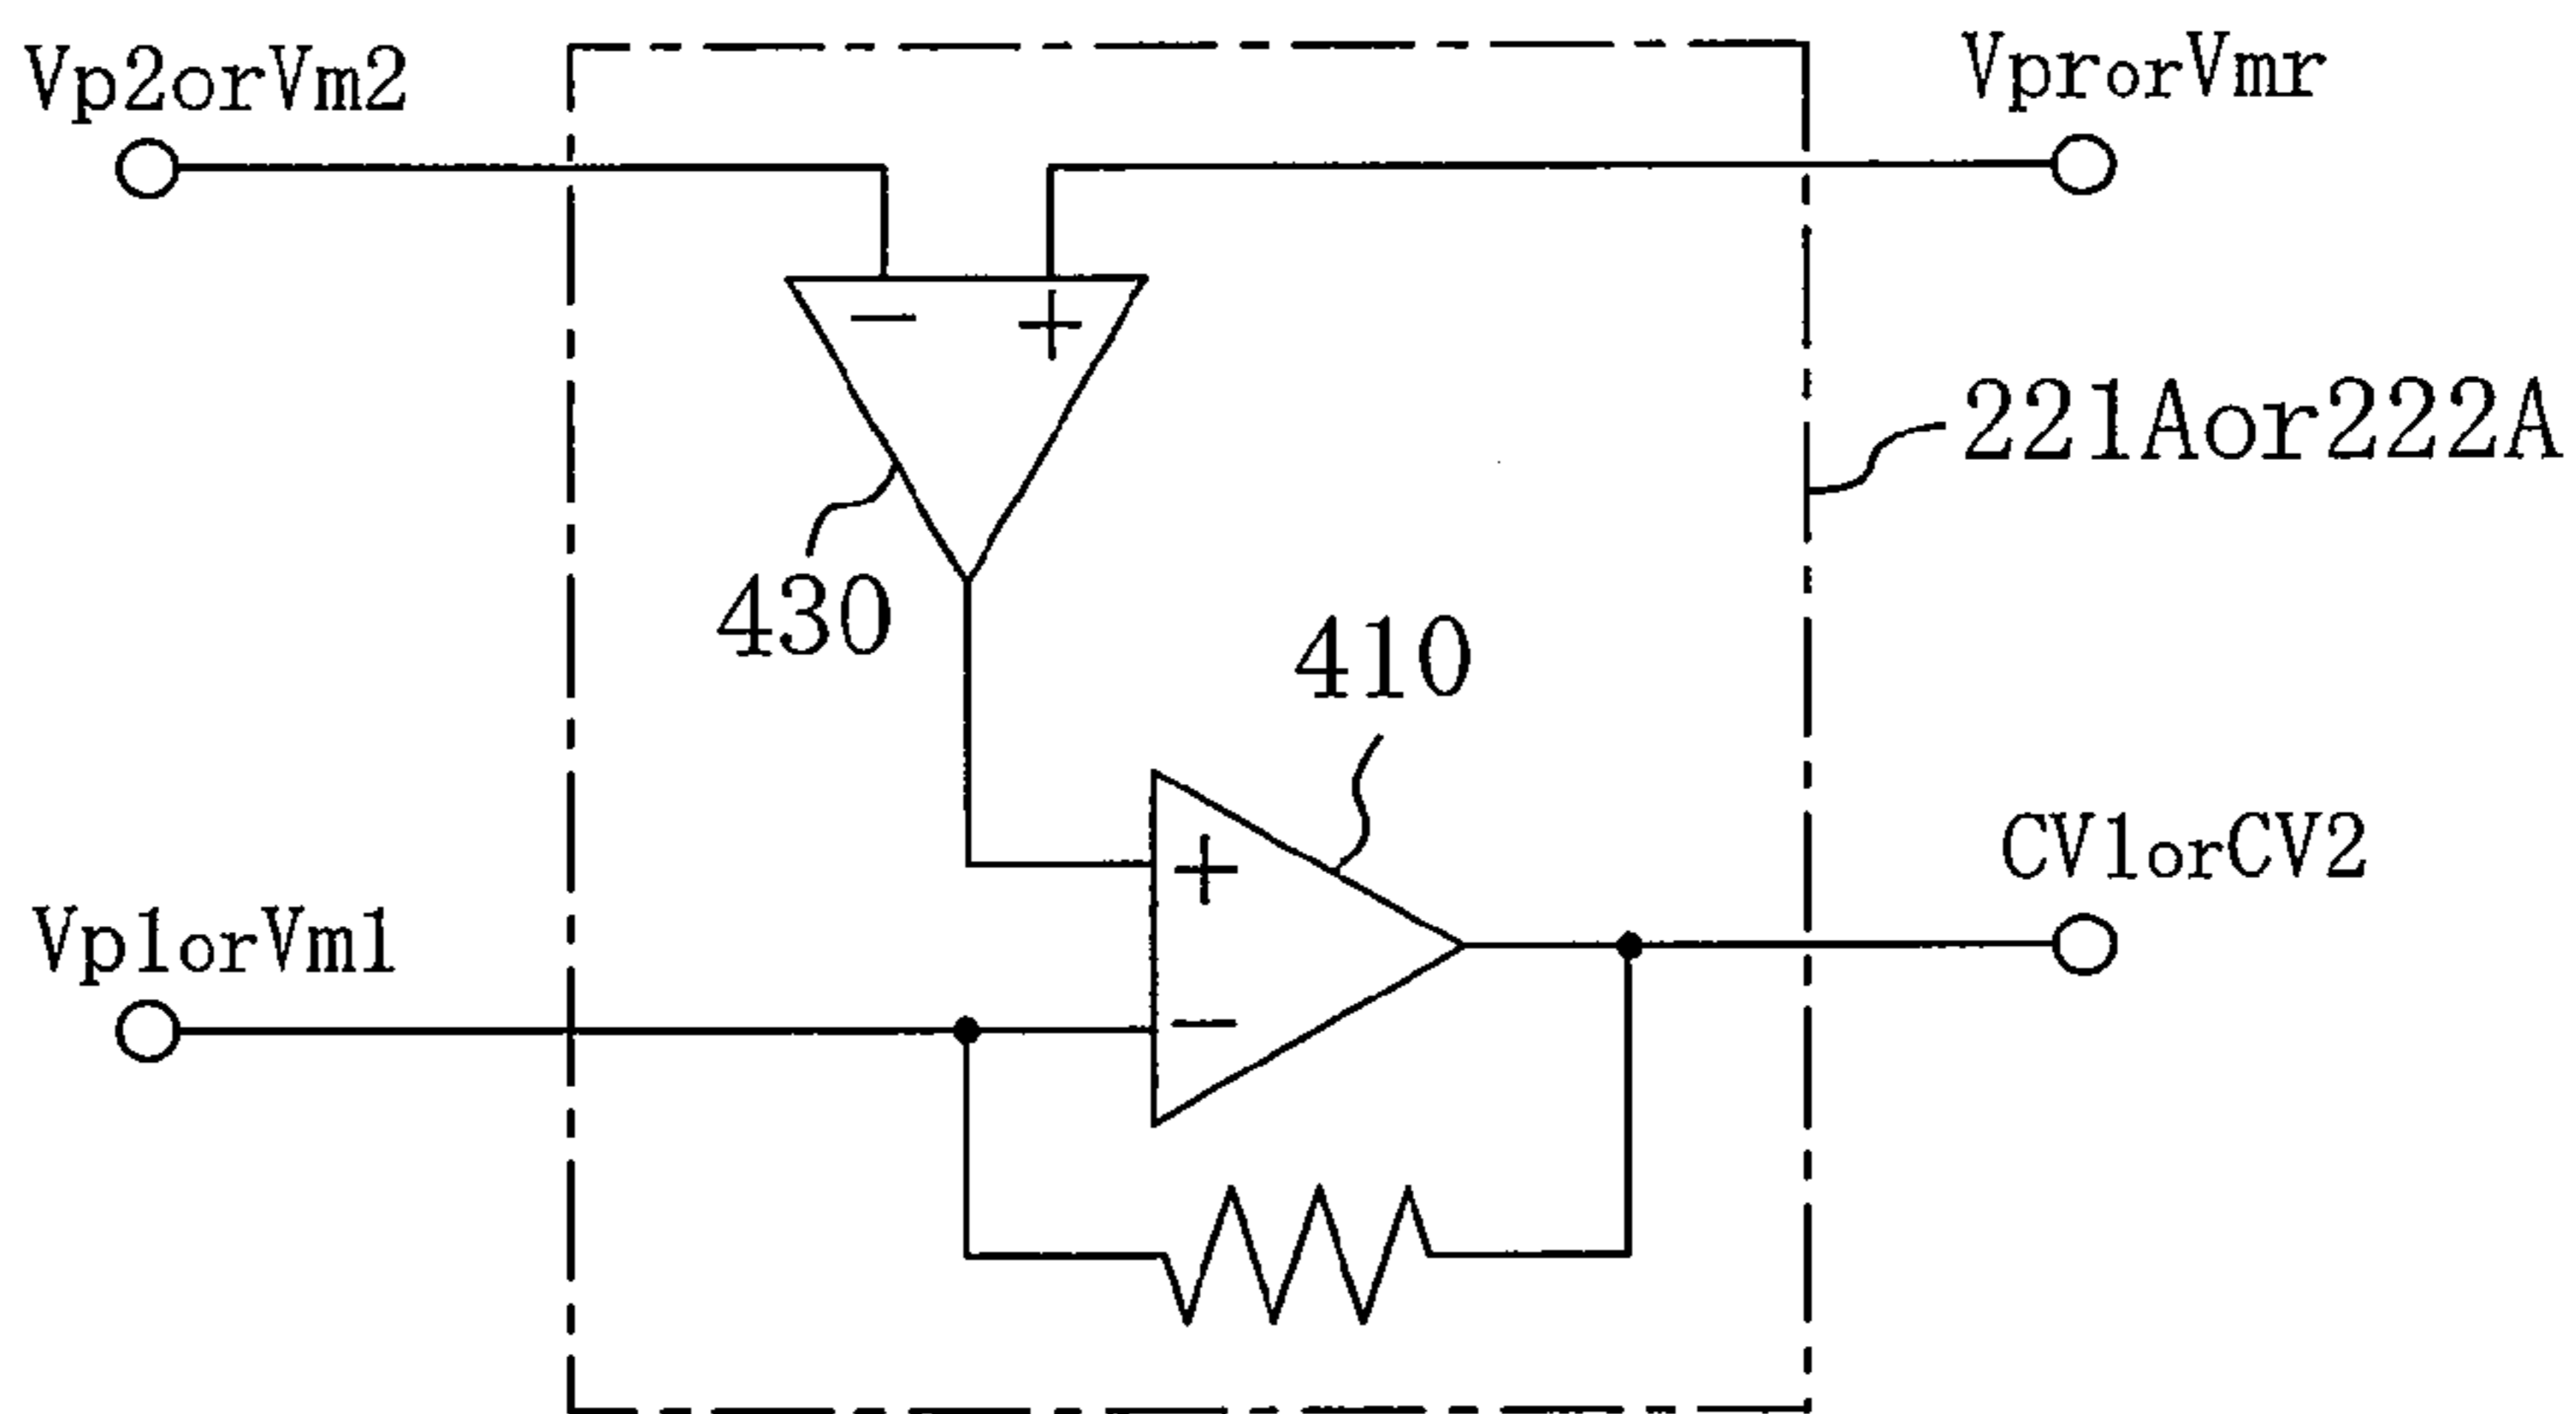 Vp2orVm2
VprorVmr
221Aor222A
−
+
430
410
+
−
Vp1orVm1
CV1orCV2